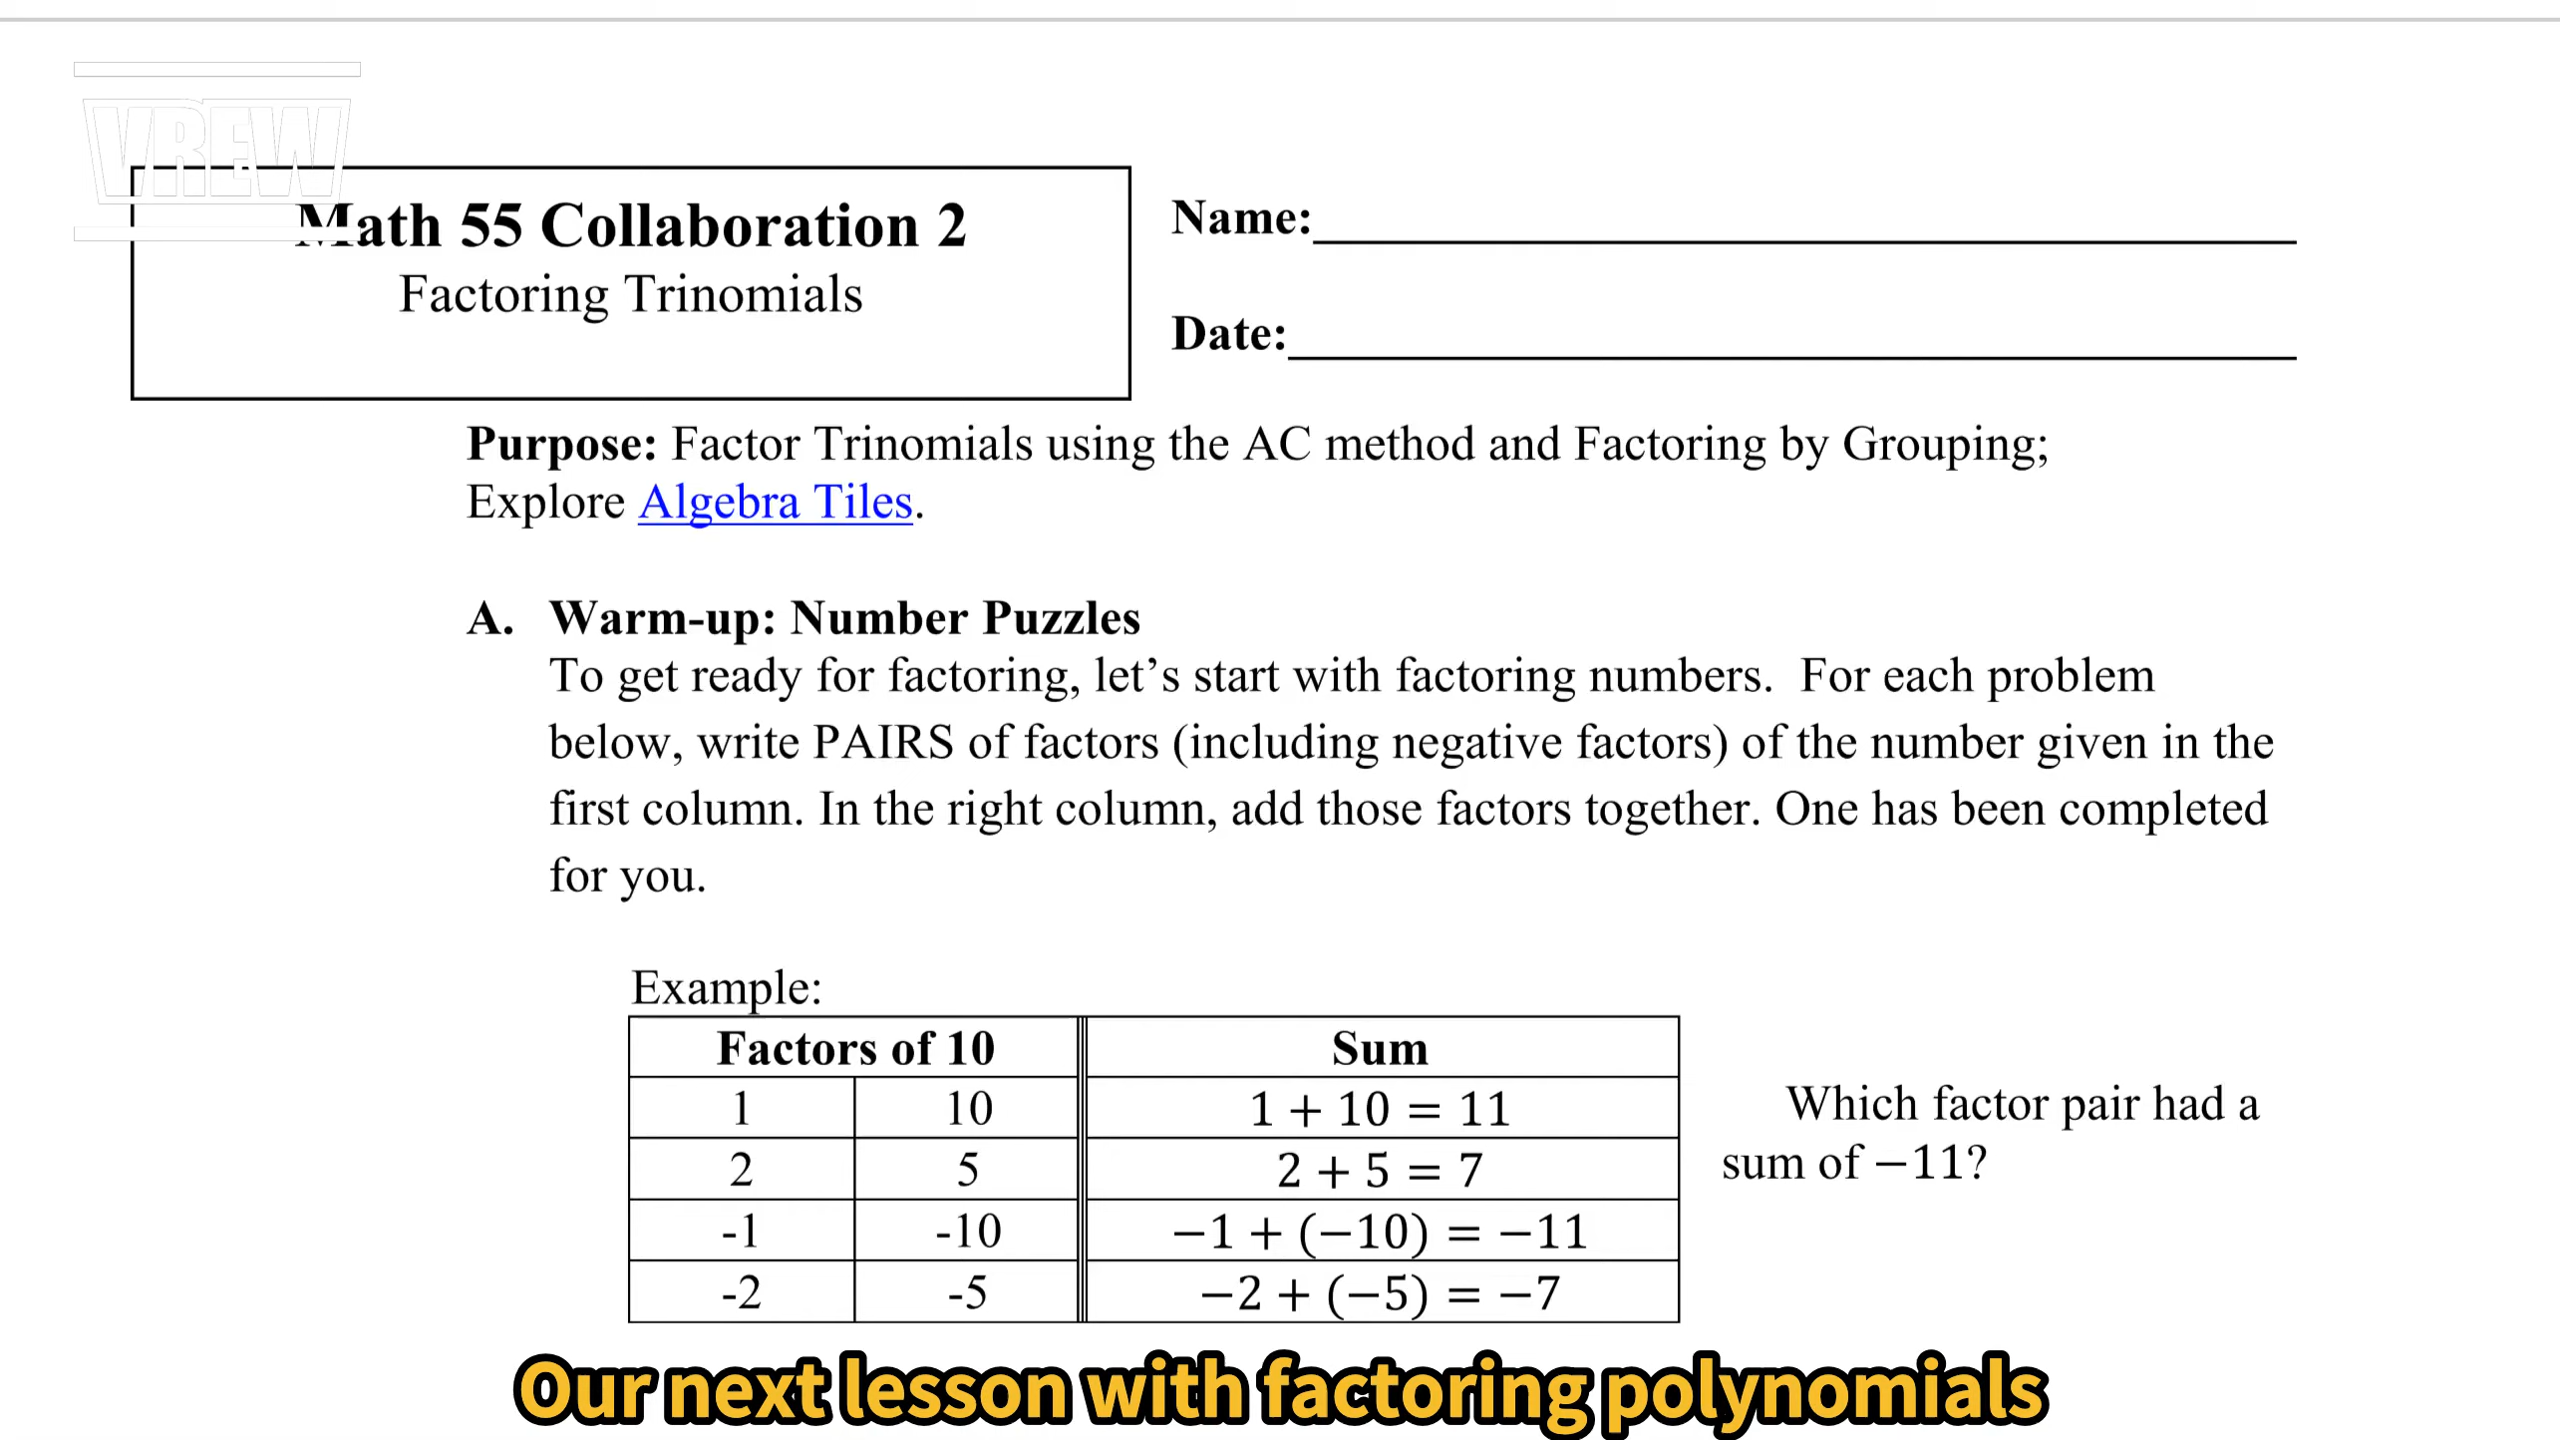 VREW
Math 55 Collaboration 2
Factoring Trinomials
Name:
Date:
Purpose: Factor Trinomials using the AC method and Factoring by Grouping;
Explore Algebra Tiles.
A. Warm-up: Number Puzzles
To get ready for factoring, let’s start with factoring numbers.  For each problem
below, write PAIRS of factors (including negative factors) of the number given in the
first column. In the right column, add those factors together. One has been completed
for you.
Example:
Factors of 10 Sum
1 10 1 + 10 = 11
2 5 2 + 5 = 7
-1 -10 −1 + (−10) = −11
-2 -5 −2 + (−5) = −7
Which factor pair had a
sum of −11?
Our next lesson with factoring polynomials